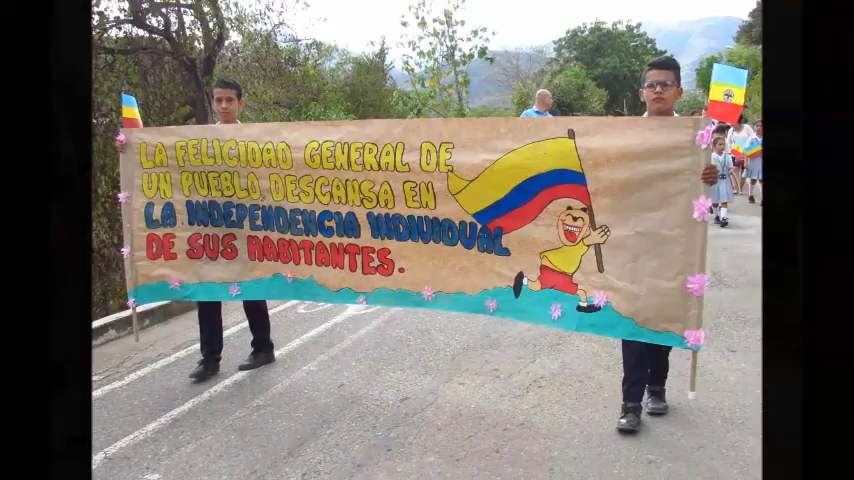 LA FELICIDAD GENERAL DE
UN PUEBLO DESCANSA EN
LA INDEPENDENCIA INDIVIDUAL
DE SUS HABITANTES.